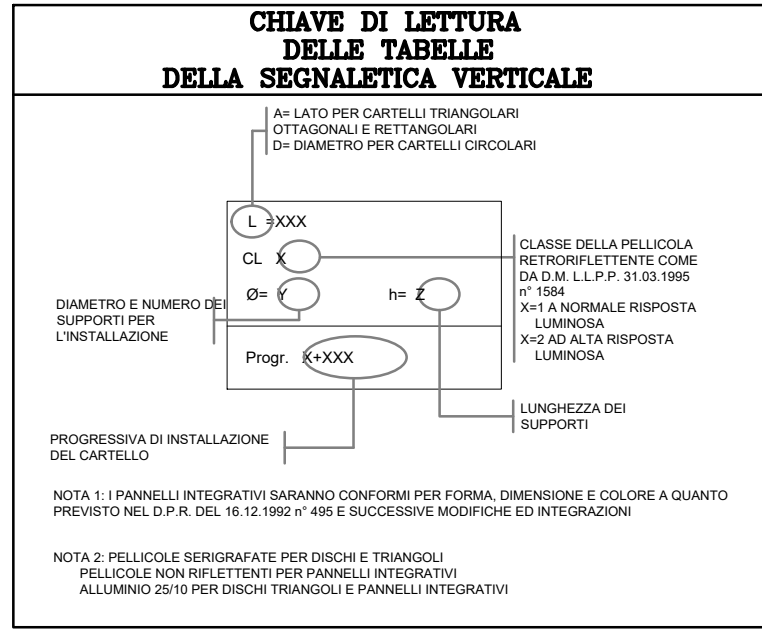 CHIAVE DI LETTURA
DELLE TABELLE
DELLA SEGNALETICA VERTICALE
A= LATO PER CARTELLI TRIANGOLARI
OTTAGONALI E RETTANGOLARI
D= DIAMETRO PER CARTELLI CIRCOLARI
L =XXX
CL X
Ø= Y h= Z
Progr. X+XXX
CLASSE DELLA PELLICOLA
RETRORIFLETTENTE COME
DA D.M. L.L.P.P. 31.03.1995
n° 1584
X=1 A NORMALE RISPOSTA
LUMINOSA
X=2 AD ALTA RISPOSTA
LUMINOSA
DIAMETRO E NUMERO DEI
SUPPORTI PER
L'INSTALLAZIONE
LUNGHEZZA DEI
SUPPORTI
PROGRESSIVA DI INSTALLAZIONE
DEL CARTELLO
NOTA 1: I PANNELLI INTEGRATIVI SARANNO CONFORMI PER FORMA, DIMENSIONE E COLORE A QUANTO
PREVISTO NEL D.P.R. DEL 16.12.1992 n° 495 E SUCCESSIVE MODIFICHE ED INTEGRAZIONI
NOTA 2: PELLICOLE SERIGRAFATE PER DISCHI E TRIANGOLI
PELLICOLE NON RIFLETTENTI PER PANNELLI INTEGRATIVI
ALLUMINIO 25/10 PER DISCHI TRIANGOLI E PANNELLI INTEGRATIVI